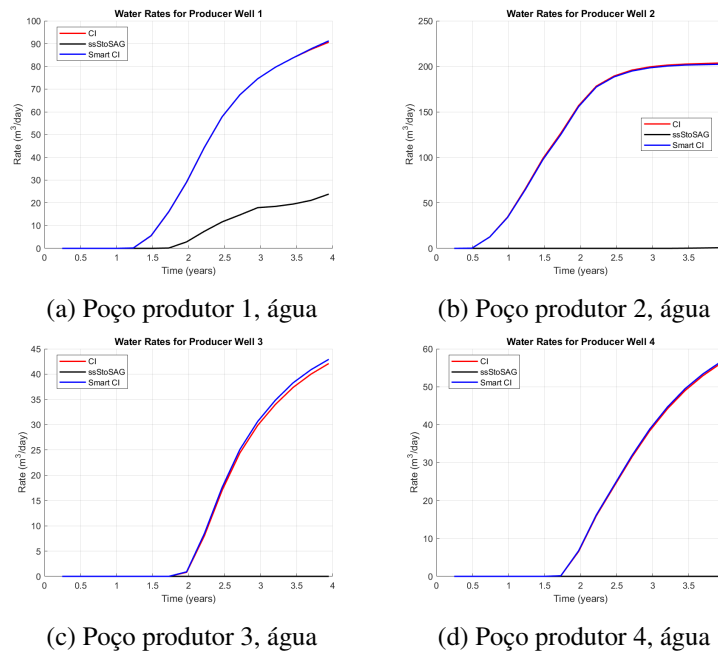 Water Rates for Producer Well 1
Rate (m³/day)
100
90
80
70
60
50
40
30
20
10
0
CI
ssStoSAG
Smart CI
0 0.5 1 1.5 2 2.5 3 3.5 4
Time (years)
(a) Poço produtor 1, água
Water Rates for Producer Well 2
Rate (m³/day)
250
200
150
100
50
0
CI
ssStoSAG
Smart CI
0 0.5 1 1.5 2 2.5 3 3.5
Time (years)
(b) Poço produtor 2, água
Water Rates for Producer Well 3
Rate (m³/day)
45
40
35
30
25
20
15
10
5
0
CI
ssStoSAG
Smart CI
0 0.5 1 1.5 2 2.5 3 3.5 4
Time (years)
(c) Poço produtor 3, água
Water Rates for Producer Well 4
Rate (m³/day)
60
50
40
30
20
10
0
CI
ssStoSAG
Smart CI
0 0.5 1 1.5 2 2.5 3 3.5
Time (years)
(d) Poço produtor 4, água